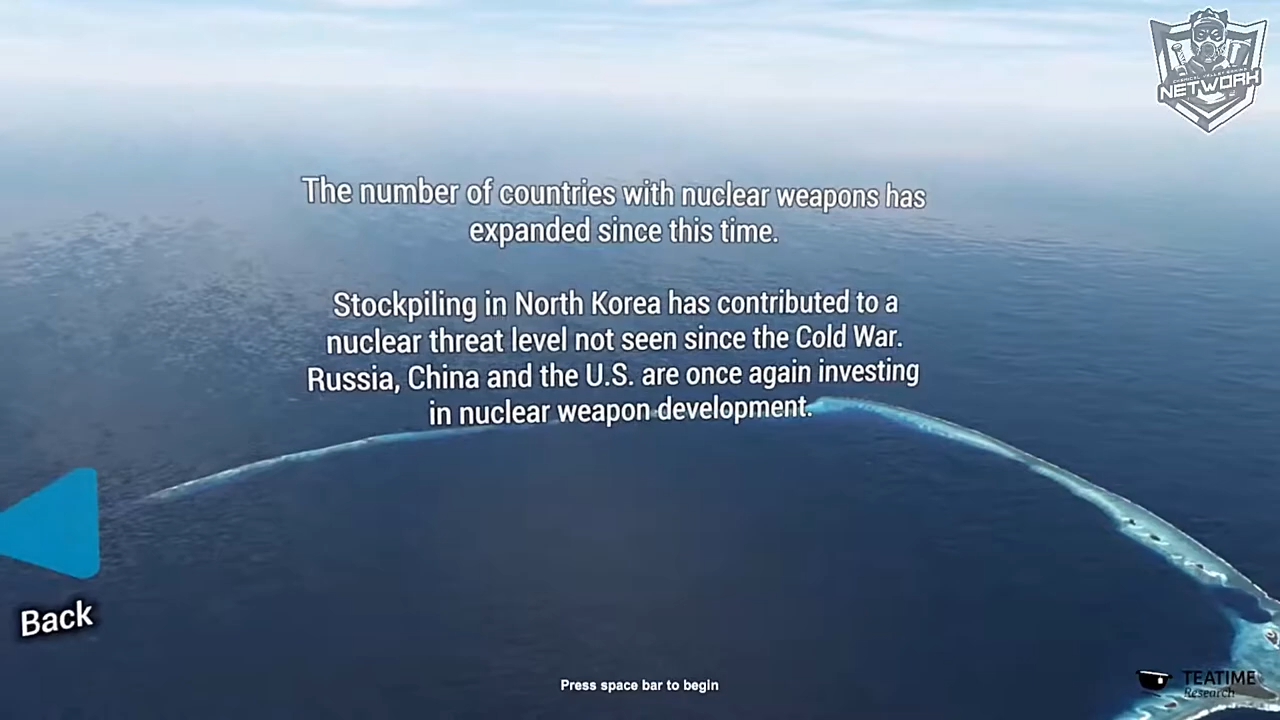 NETWORK
The number of countries with nuclear weapons has
expanded since this time.
Stockpiling in North Korea has contributed to a
nuclear threat level not seen since the Cold War.
Russia, China and the U.S. are once again investing
in nuclear weapon development.
Back
Press space bar to begin
TEATIME
Research